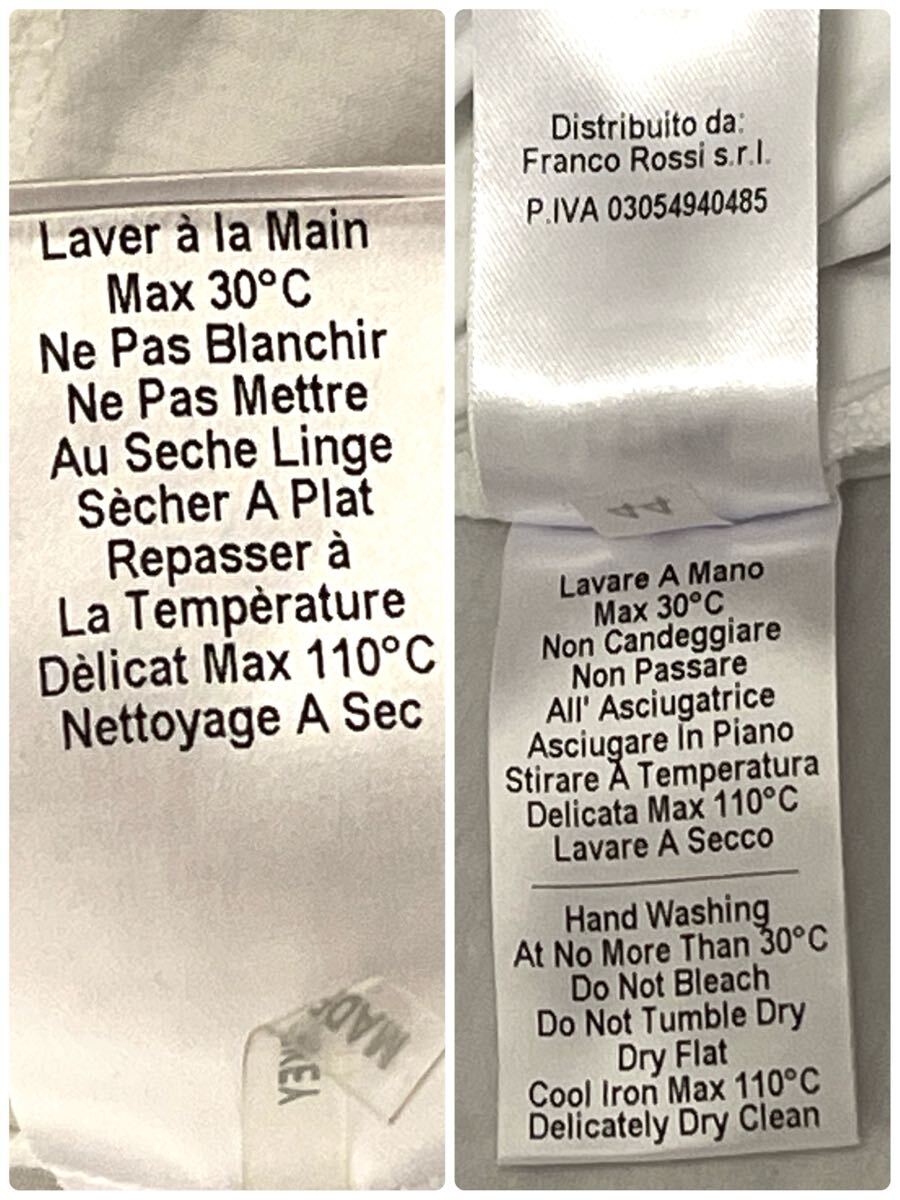 Laver à la Main
Max 30°C
Ne Pas Blanchir
Ne Pas Mettre
Au Seche Linge
Sècher A Plat
Repasser à
La Tempèrature
Dèlicat Max 110°C
Nettoyage A Sec
MADE
Distribuito da:
Franco Rossi s.r.l.
P.IVA 03054940485
44
Lavare A Mano
Max 30°C
Non Candeggiare
Non Passare
All' Asciugatrice
Asciugare In Piano
Stirare A Temperatura
Delicata Max 110°C
Lavare A Secco
Hand Washing
At No More Than 30°C
Do Not Bleach
Do Not Tumble Dry
Dry Flat
Cool Iron Max 110°C
Delicately Dry Clean